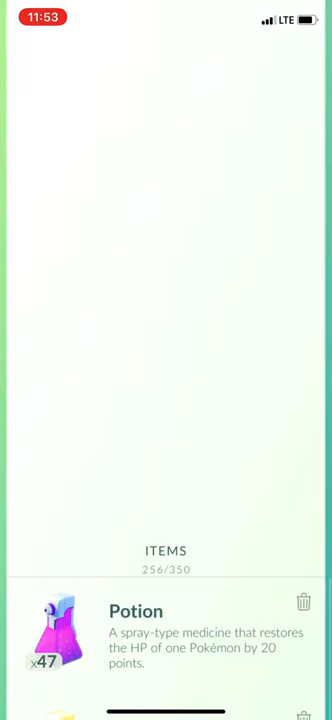 11:53
LTE
ITEMS
256/350
Potion
A spray-type medicine that restores
the HP of one Pokémon by 20
points.
x47